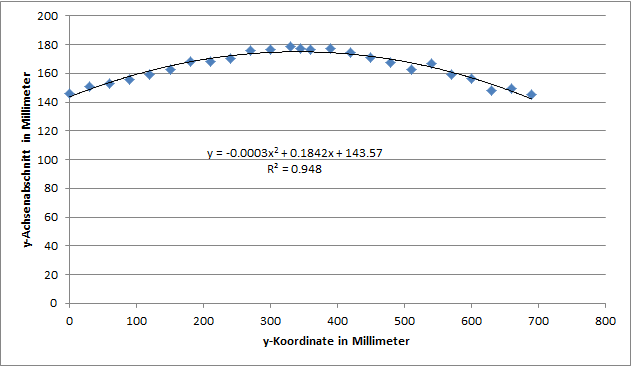 200
180
160
140
120
100
80
60
40
20
0
y-Achsenabschnitt in Millimeter
y = -0.0003x² + 0.1842x + 143.57
R² = 0.948
0 100 200 300 400 500 600 700 800
y-Koordinate in Millimeter